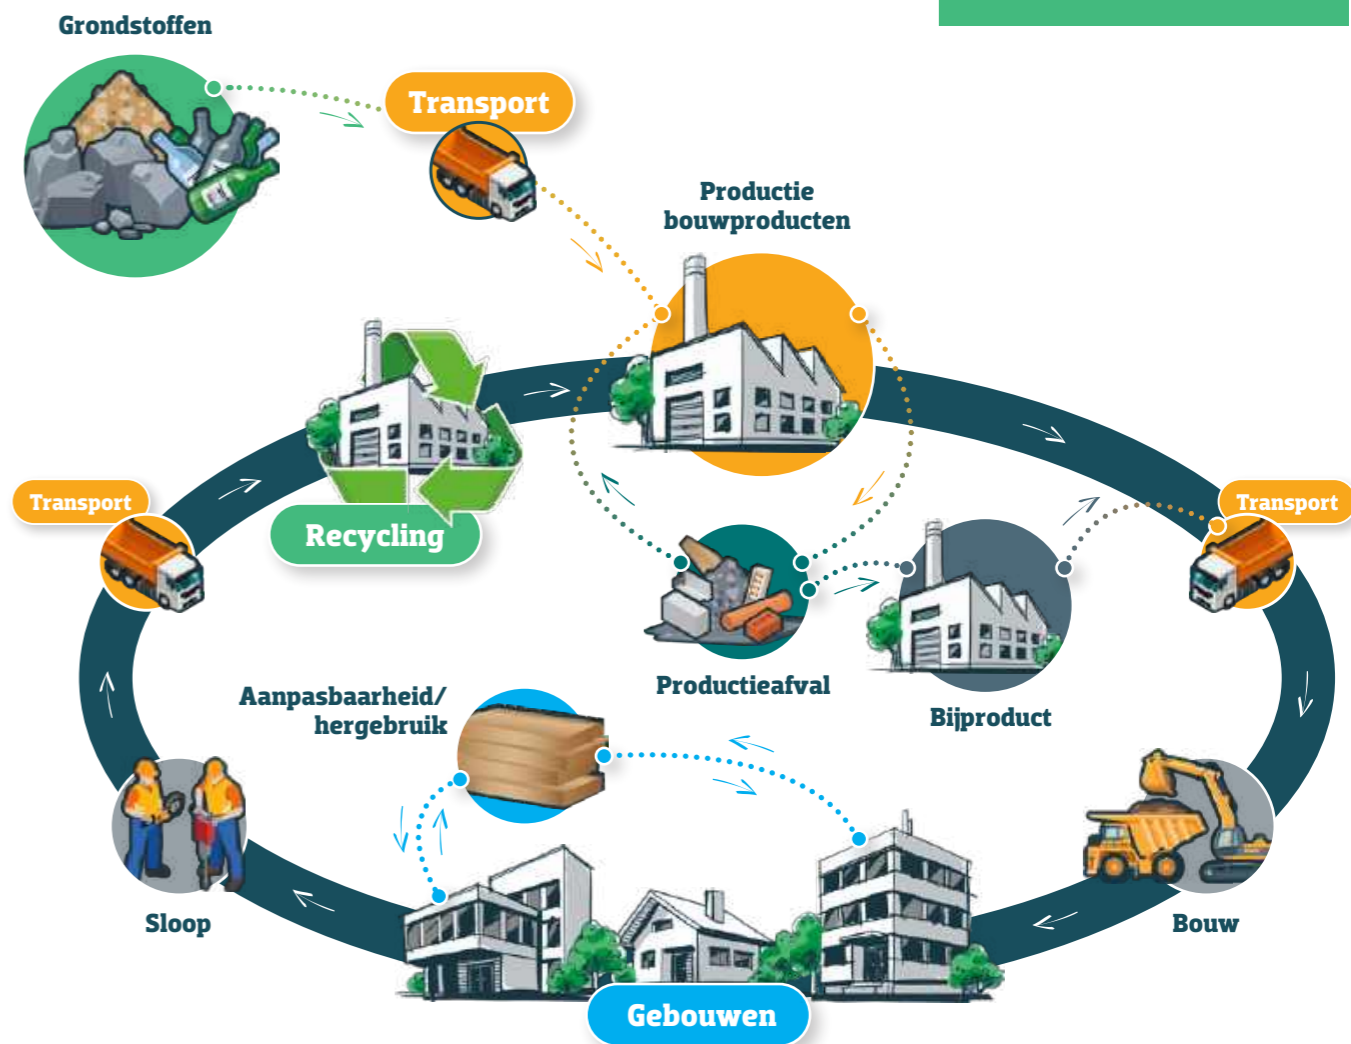 Grondstoffen
Transport
Productie
bouwproducten
Transport
Recycling
Transport
Productieafval
Bijproduct
Aanpasbaarheid/
hergebruik
Sloop
Bouw
Gebouwen